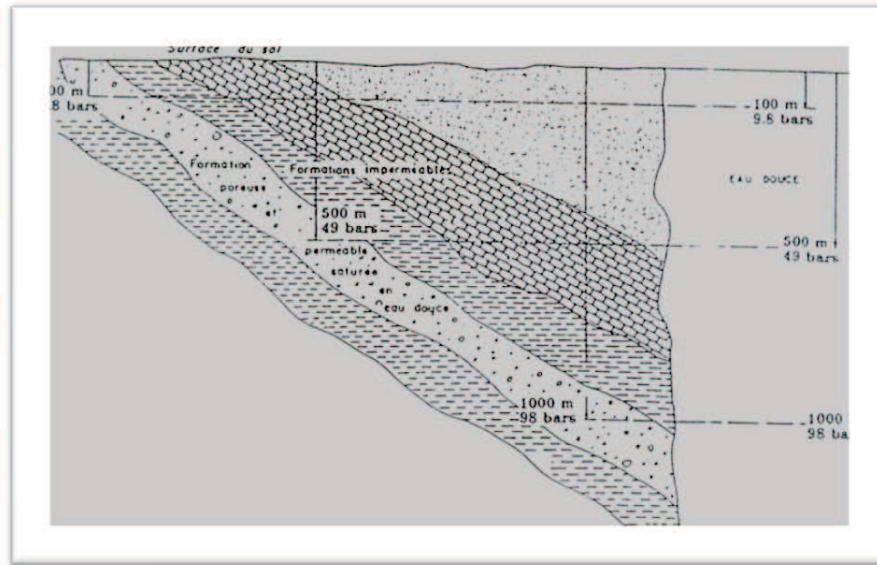 Surface du sol
00 m
8 bars
100 m
9.8 bars
Formation
poreuse
et
Formations imperméables
EAU DOUCE
500 m
49 bars
500 m
49 bars
perméable
saturée
en
eau douce
1000 m
98 bars
1000
98 ba